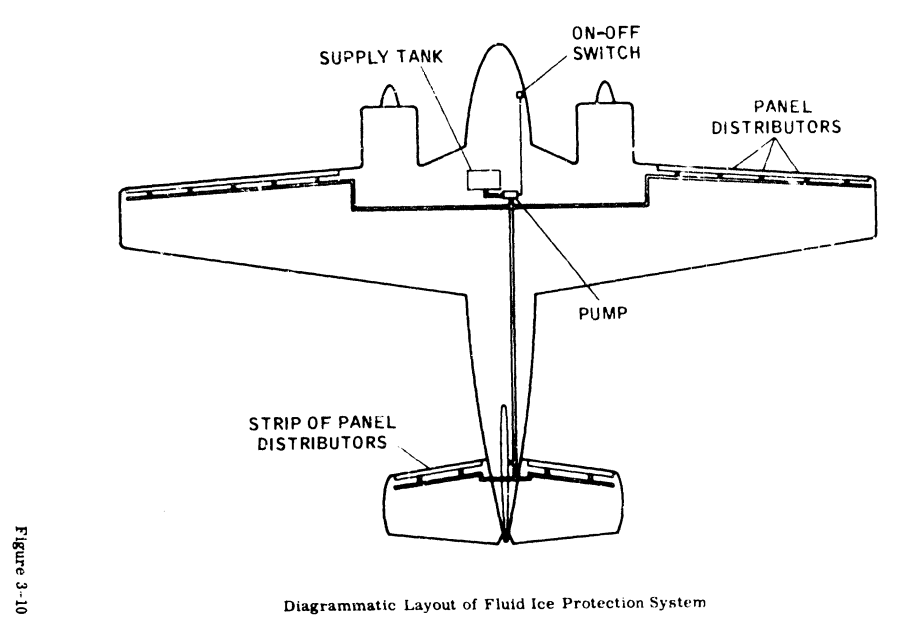 ON-OFF
SWITCH
SUPPLY TANK
PANEL
DISTRIBUTORS
PUMP
STRIP OF PANEL
DISTRIBUTORS
Figure 3-10
Diagrammatic Layout of Fluid Ice Protection System